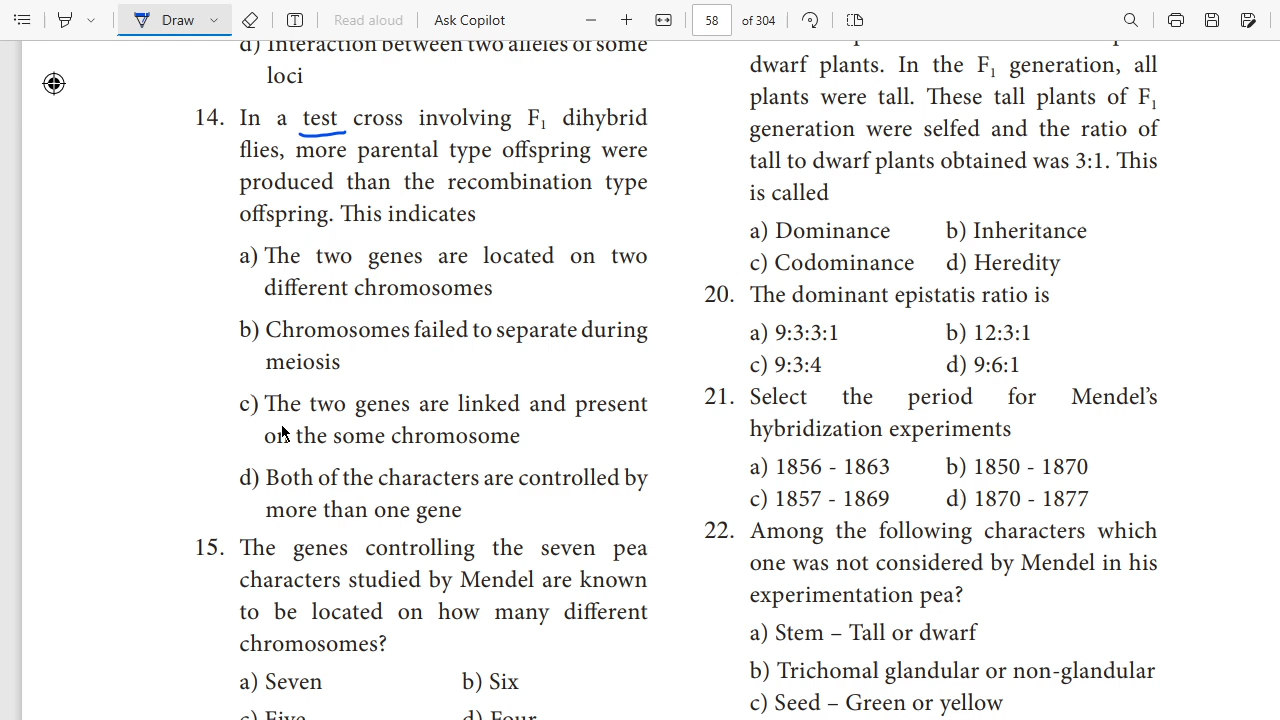 Draw
Read aloud
Ask Copilot
58
of 304
d) Interaction between two alleles of some
loci
14. In a test cross involving F₁ dihybrid
flies, more parental type offspring were
produced than the recombination type
offspring. This indicates
a) The two genes are located on two
different chromosomes
b) Chromosomes failed to separate during
meiosis
c) The two genes are linked and present
on the some chromosome
d) Both of the characters are controlled by
more than one gene
15. The genes controlling the seven pea
characters studied by Mendel are known
to be located on how many different
chromosomes?
a) Seven b) Six
c) Five d) Four
dwarf plants. In the F₁ generation, all
plants were tall. These tall plants of F₁
generation were selfed and the ratio of
tall to dwarf plants obtained was 3:1. This
is called
a) Dominance b) Inheritance
c) Codominance d) Heredity
20. The dominant epistatis ratio is
a) 9:3:3:1 b) 12:3:1
c) 9:3:4 d) 9:6:1
21. Select the period for Mendel's
hybridization experiments
a) 1856 - 1863 b) 1850 - 1870
c) 1857 - 1869 d) 1870 - 1877
22. Among the following characters which
one was not considered by Mendel in his
experimentation pea?
a) Stem – Tall or dwarf
b) Trichomal glandular or non-glandular
c) Seed – Green or yellow